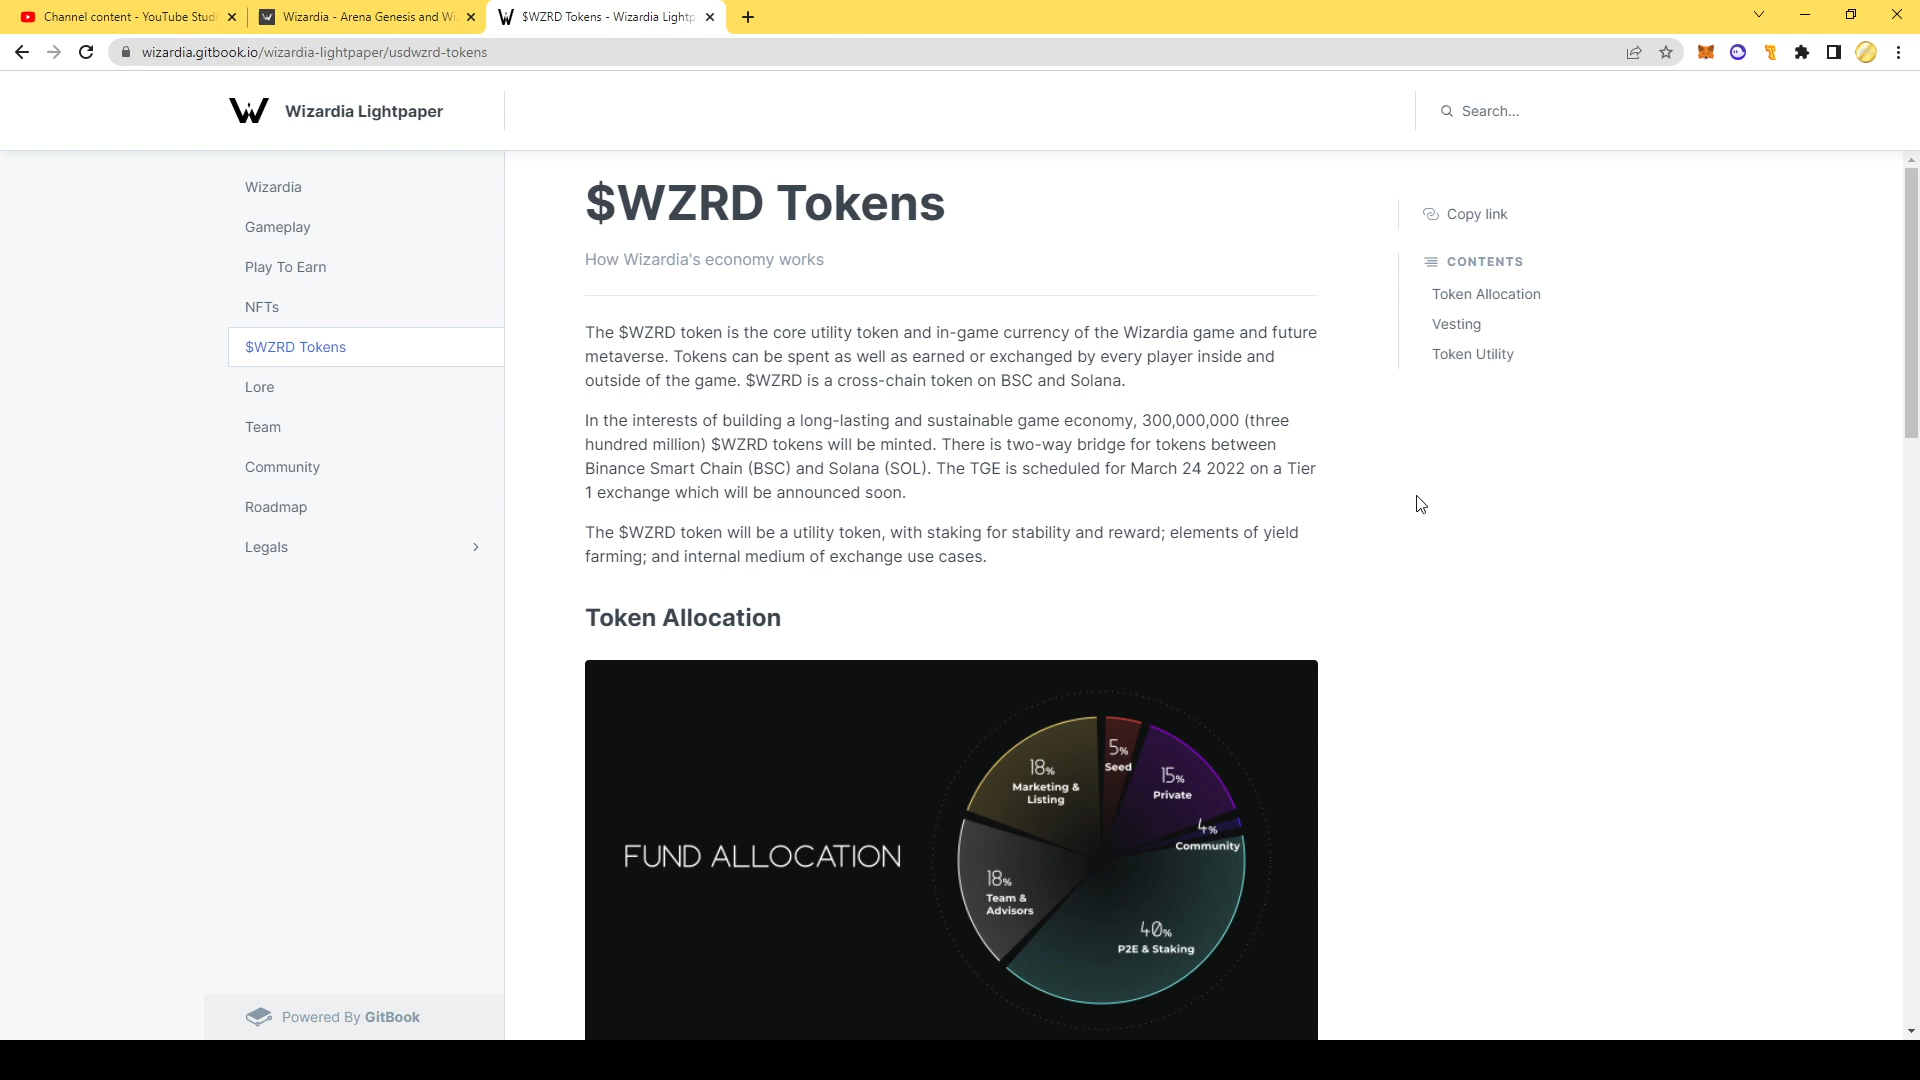 Channel content - YouTube Studi
Wizardia - Arena Genesis and Wi
$WZRD Tokens - Wizardia Lightp
wizardia.gitbook.io/wizardia-lightpaper/usdwzrd-tokens
Wizardia Lightpaper
Search...
Wizardia
Gameplay
Play To Earn
NFTs
$WZRD Tokens
Lore
Team
Community
Roadmap
Legals
Powered By GitBook
$WZRD Tokens
How Wizardia's economy works
The $WZRD token is the core utility token and in-game currency of the Wizardia game and future
metaverse. Tokens can be spent as well as earned or exchanged by every player inside and
outside of the game. $WZRD is a cross-chain token on BSC and Solana.
In the interests of building a long-lasting and sustainable game economy, 300,000,000 (three
hundred million) $WZRD tokens will be minted. There is two-way bridge for tokens between
Binance Smart Chain (BSC) and Solana (SOL). The TGE is scheduled for March 24 2022 on a Tier
1 exchange which will be announced soon.
The $WZRD token will be a utility token, with staking for stability and reward; elements of yield
farming; and internal medium of exchange use cases.
Token Allocation
FUND ALLOCATION
5%
Seed
15%
Private
4%
Community
40%
P2E & Staking
18%
Team &
Advisors
18%
Marketing &
Listing
Copy link
CONTENTS
Token Allocation
Vesting
Token Utility